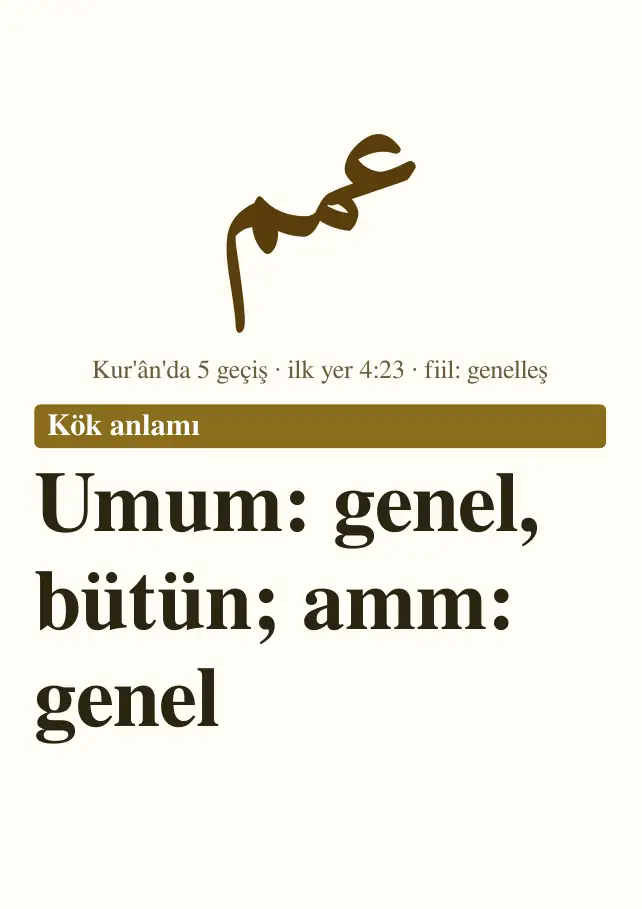 عمم
Kur'ân'da 5 geçiş · ilk yer 4:23 · fiil: genelleş
Kök anlamı
Umum: genel,
bütün; amm:
genel